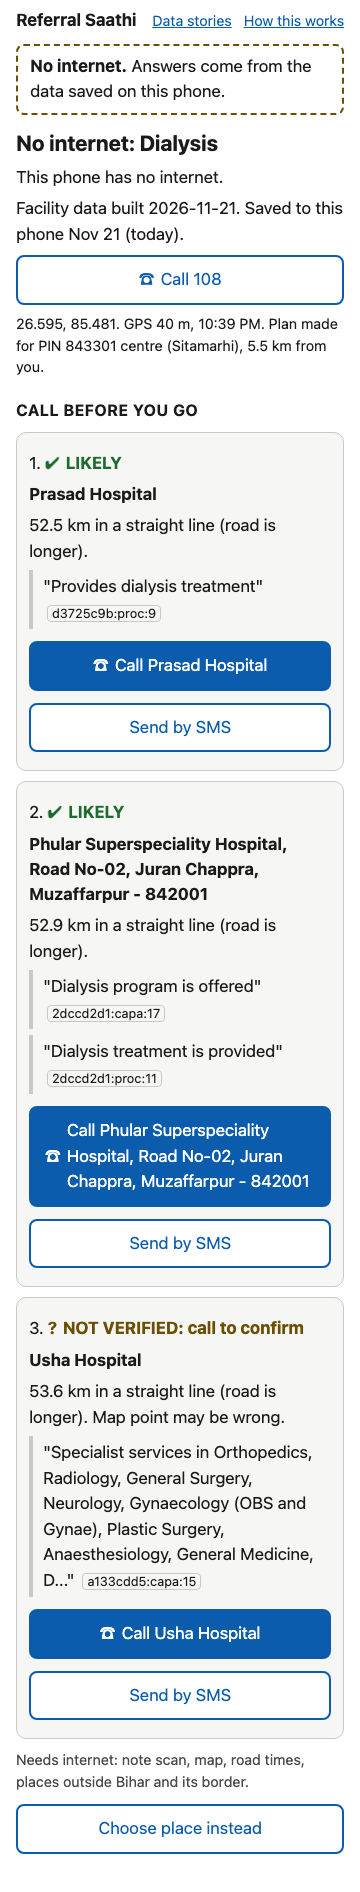 Referral Saathi Data stories How this works
No internet. Answers come from the
data saved on this phone.
No internet: Dialysis
This phone has no internet.
Facility data built 2026-11-21. Saved to this
phone Nov 21 (today).
☎ Call 108
26.595, 85.481. GPS 40 m, 10:39 PM. Plan made
for PIN 843301 centre (Sitamarhi), 5.5 km from
you.
CALL BEFORE YOU GO
1. ✔ LIKELY
Prasad Hospital
52.5 km in a straight line (road is
longer).
"Provides dialysis treatment"
d3725c9b:proc:9
☎ Call Prasad Hospital
Send by SMS
2. ✔ LIKELY
Phular Superspeciality Hospital,
Road No-02, Juran Chappra,
Muzaffarpur - 842001
52.9 km in a straight line (road is
longer).
"Dialysis program is offered"
2dccd2d1:capa:17
"Dialysis treatment is provided"
2dccd2d1:proc:11
Call Phular Superspeciality
☎ Hospital, Road No-02, Juran
Chappra, Muzaffarpur - 842001
Send by SMS
3. ? NOT VERIFIED: call to confirm
Usha Hospital
53.6 km in a straight line (road is
longer). Map point may be wrong.
"Specialist services in Orthopedics,
Radiology, General Surgery,
Neurology, Gynaecology (OBS and
Gynae), Plastic Surgery,
Anaesthesiology, General Medicine,
D..." a133cdd5:capa:15
☎ Call Usha Hospital
Send by SMS
Needs internet: note scan, map, road times,
places outside Bihar and its border.
Choose place instead